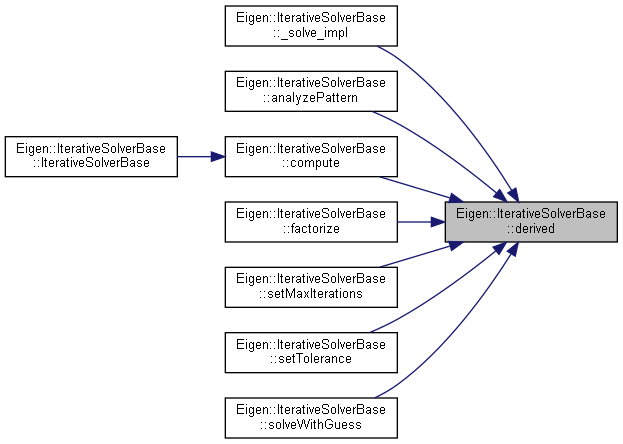 Eigen::IterativeSolverBase
::_solve_impl
Eigen::IterativeSolverBase
::analyzePattern
Eigen::IterativeSolverBase
::IterativeSolverBase
Eigen::IterativeSolverBase
::compute
Eigen::IterativeSolverBase
::factorize
Eigen::IterativeSolverBase
::derived
Eigen::IterativeSolverBase
::setMaxIterations
Eigen::IterativeSolverBase
::setTolerance
Eigen::IterativeSolverBase
::solveWithGuess